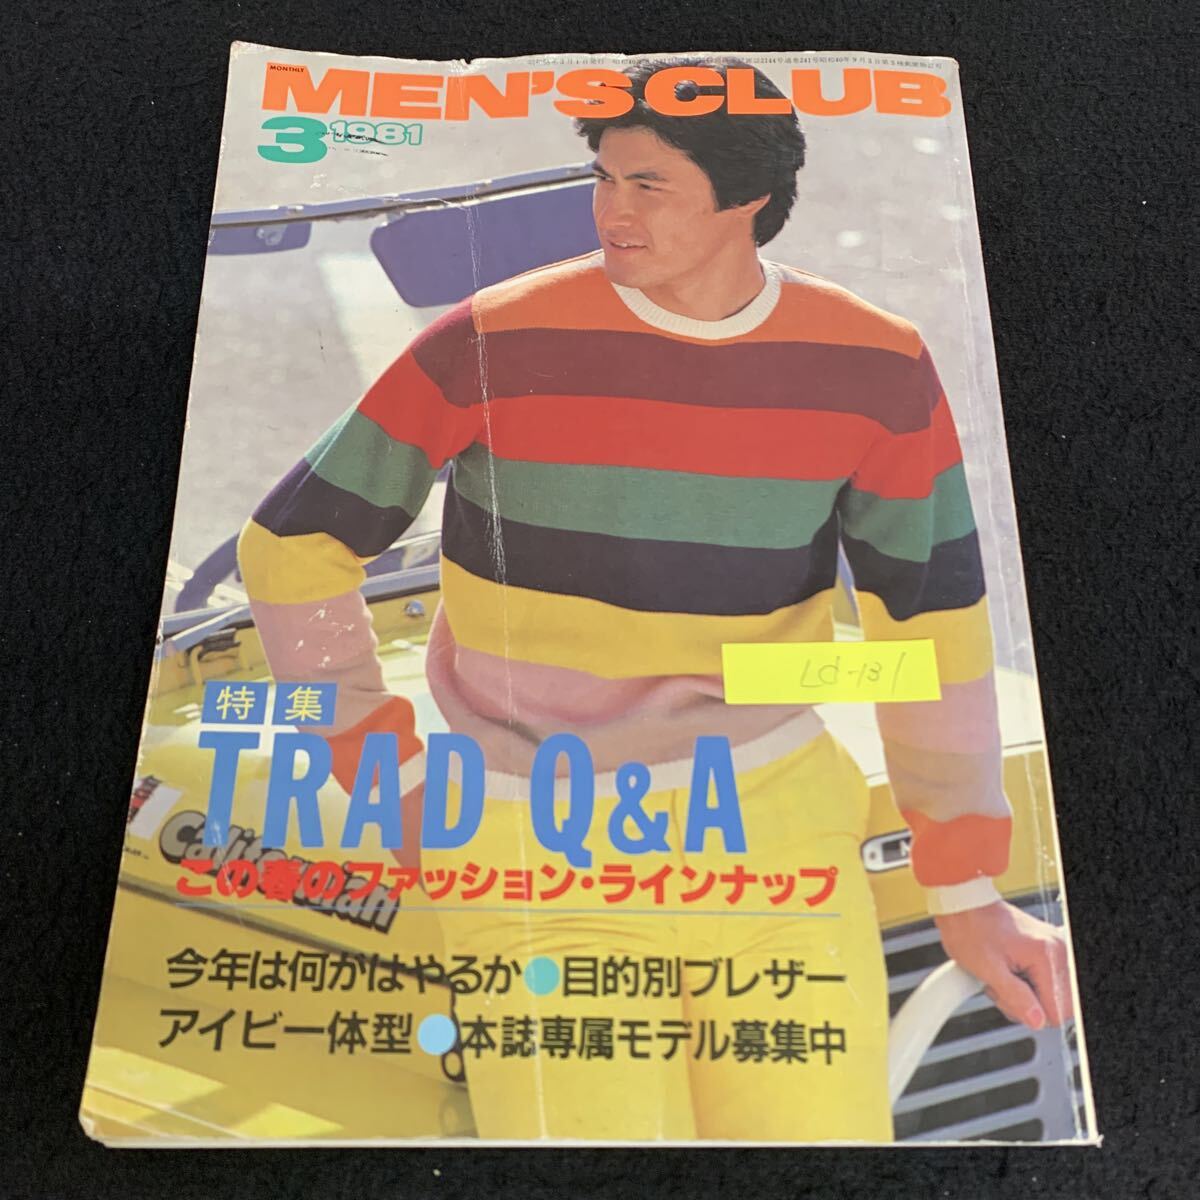 MONTHLY
MEN'S CLUB
3 1981
LD-131
特集
TRAD Q&A
Californian
この春のファッション・ラインナップ
今年は何がはやるか●目的別ブレザー
アイビー体型●本誌専属モデル募集中